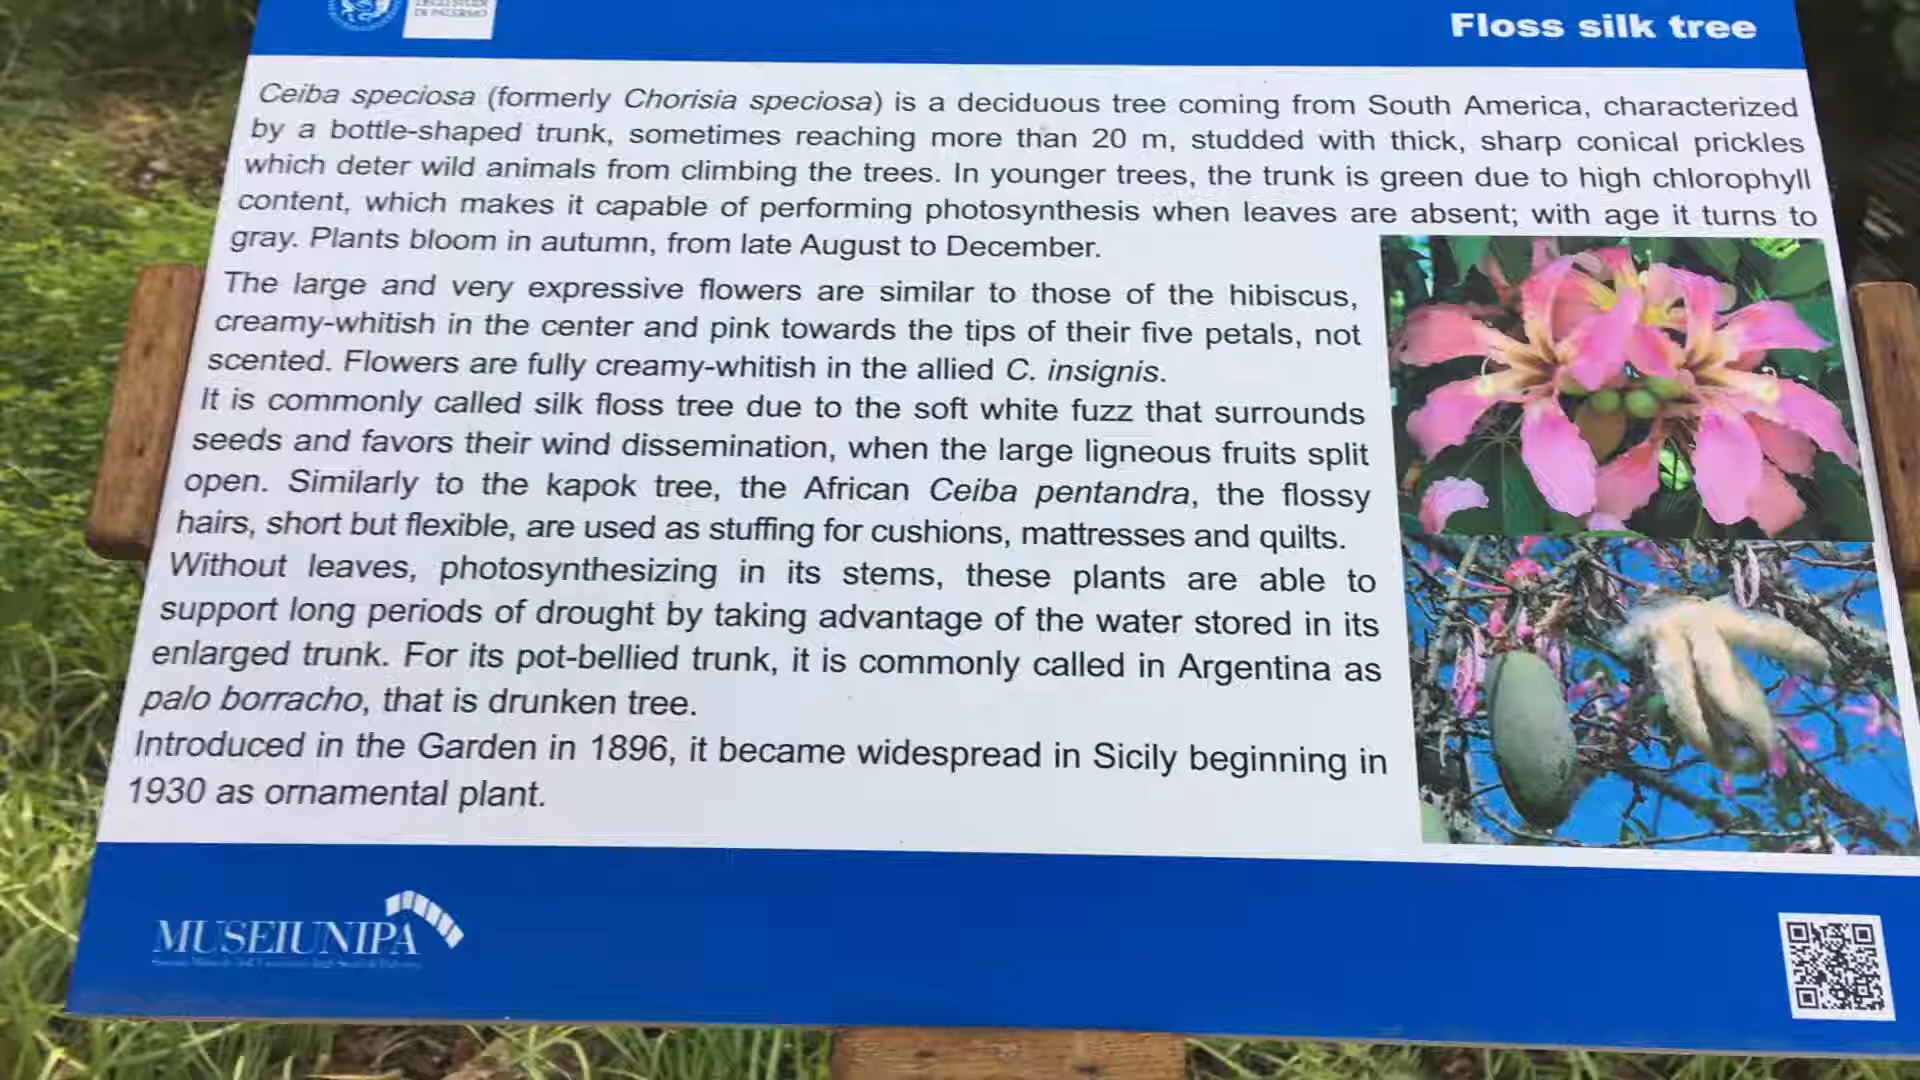 DI PALERMO
Floss silk tree
Ceiba speciosa (formerly Chorisia speciosa) is a deciduous tree coming from South America, characterized
by a bottle-shaped trunk, sometimes reaching more than 20 m, studded with thick, sharp conical prickles
which deter wild animals from climbing the trees. In younger trees, the trunk is green due to high chlorophyll
content, which makes it capable of performing photosynthesis when leaves are absent; with age it turns to
gray. Plants bloom in autumn, from late August to December.
The large and very expressive flowers are similar to those of the hibiscus,
creamy-whitish in the center and pink towards the tips of their five petals, not
scented. Flowers are fully creamy-whitish in the allied C. insignis.
It is commonly called silk floss tree due to the soft white fuzz that surrounds
seeds and favors their wind dissemination, when the large ligneous fruits split
open. Similarly to the kapok tree, the African Ceiba pentandra, the flossy
hairs, short but flexible, are used as stuffing for cushions, mattresses and quilts.
Without leaves, photosynthesizing in its stems, these plants are able to
support long periods of drought by taking advantage of the water stored in its
enlarged trunk. For its pot-bellied trunk, it is commonly called in Argentina as
palo borracho, that is drunken tree.
Introduced in the Garden in 1896, it became widespread in Sicily beginning in
1930 as ornamental plant.
MUSEIUNIPA